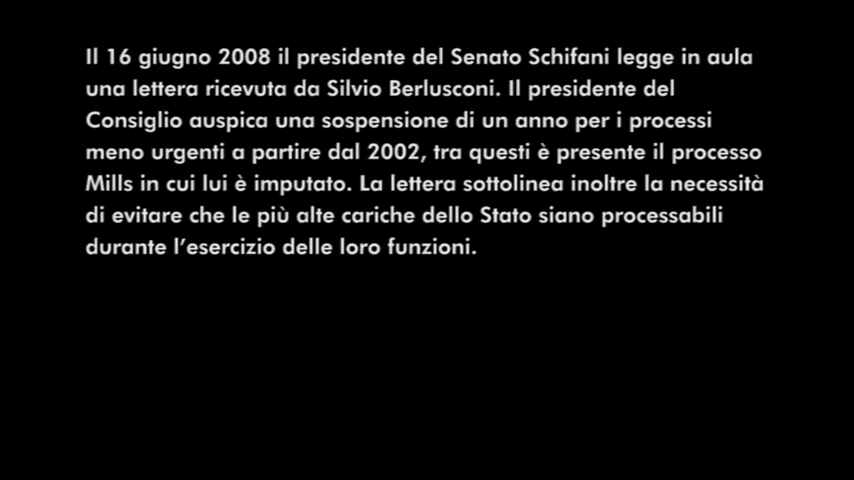 Il 16 giugno 2008 il presidente del Senato Schifani legge in aula
una lettera ricevuta da Silvio Berlusconi. Il presidente del
Consiglio auspica una sospensione di un anno per i processi
meno urgenti a partire dal 2002, tra questi è presente il processo
Mills in cui lui è imputato. La lettera sottolinea inoltre la necessità
di evitare che le più alte cariche dello Stato siano processabili
durante l'esercizio delle loro funzioni.